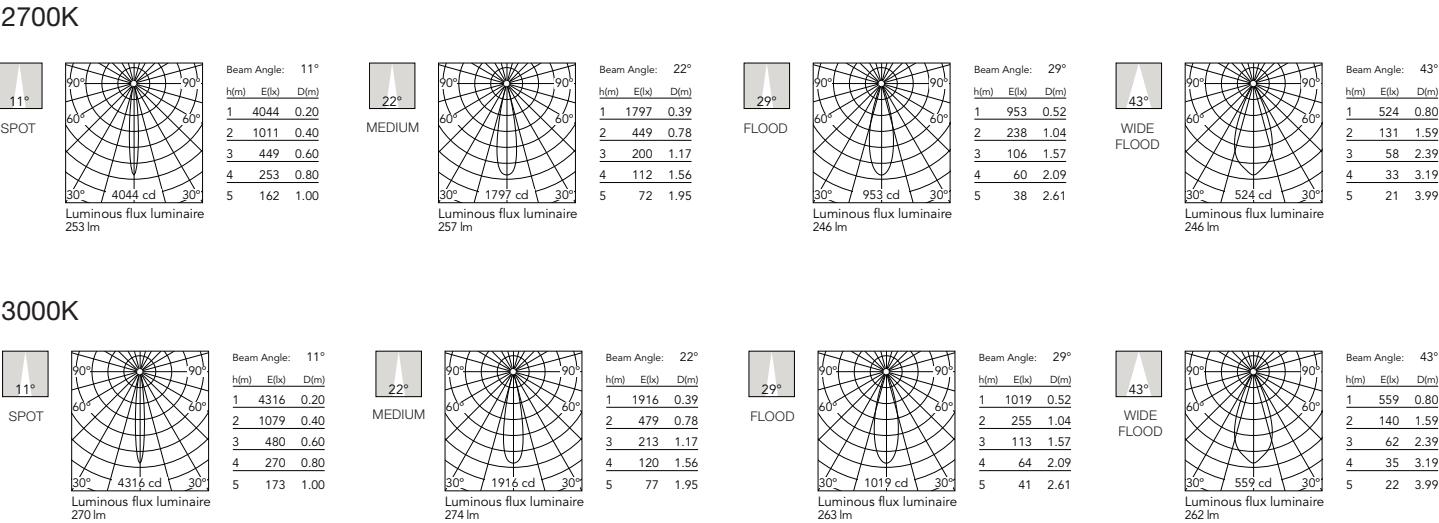 2700K
11°
SPOT
90° 90°
60° 60°
30° 4044 cd 30°
Luminous flux luminaire
253 lm
Beam Angle: 11°
h(m) E(lx) D(m)
1 4044 0.20
2 1011 0.40
3 449 0.60
4 253 0.80
5 162 1.00
22°
MEDIUM
90° 90°
60° 60°
30° 1797 cd 30°
Luminous flux luminaire
257 lm
Beam Angle: 22°
h(m) E(lx) D(m)
1 1797 0.39
2 449 0.78
3 200 1.17
4 112 1.56
5 72 1.95
29°
FLOOD
90° 90°
60° 60°
30° 953 cd 30°
Luminous flux luminaire
246 lm
Beam Angle: 29°
h(m) E(lx) D(m)
1 953 0.52
2 238 1.04
3 106 1.57
4 60 2.09
5 38 2.61
43°
WIDE
FLOOD
90° 90°
60° 60°
30° 524 cd 30°
Luminous flux luminaire
246 lm
Beam Angle: 43°
h(m) E(lx) D(m)
1 524 0.80
2 131 1.59
3 58 2.39
4 33 3.19
5 21 3.99
3000K
11°
SPOT
90° 90°
60° 60°
30° 4316 cd 30°
Luminous flux luminaire
270 lm
Beam Angle: 11°
h(m) E(lx) D(m)
1 4316 0.20
2 1079 0.40
3 480 0.60
4 270 0.80
5 173 1.00
22°
MEDIUM
90° 90°
60° 60°
30° 1916 cd 30°
Luminous flux luminaire
274 lm
Beam Angle: 22°
h(m) E(lx) D(m)
1 1916 0.39
2 479 0.78
3 213 1.17
4 120 1.56
5 77 1.95
29°
FLOOD
90° 90°
60° 60°
30° 1019 cd 30°
Luminous flux luminaire
263 lm
Beam Angle: 29°
h(m) E(lx) D(m)
1 1019 0.52
2 255 1.04
3 113 1.57
4 64 2.09
5 41 2.61
43°
WIDE
FLOOD
90° 90°
60° 60°
30° 559 cd 30°
Luminous flux luminaire
262 lm
Beam Angle: 43°
h(m) E(lx) D(m)
1 559 0.80
2 140 1.59
3 62 2.39
4 35 3.19
5 22 3.99